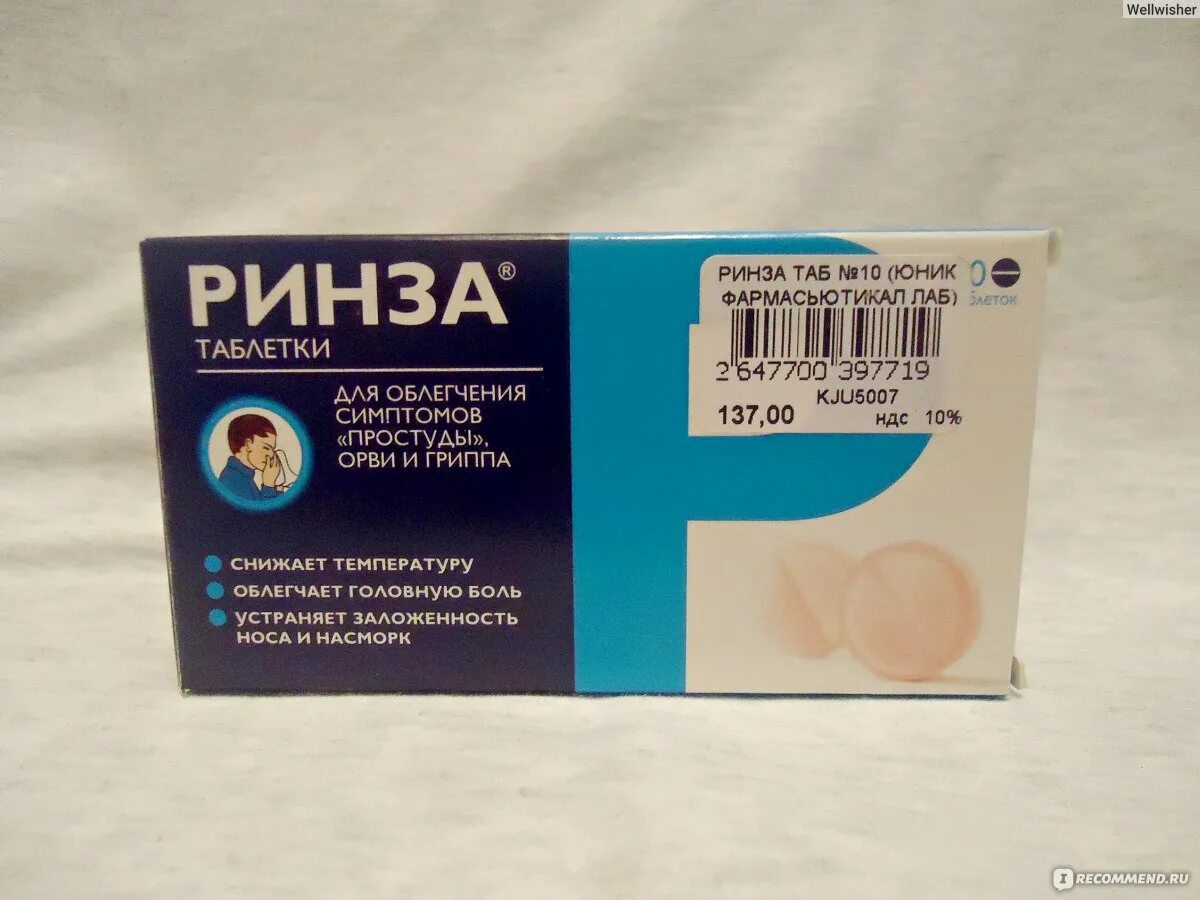 Wellwisher
РИНЗА®
ТАБЛЕТКИ
ДЛЯ ОБЛЕГЧЕНИЯ
СИМПТОМОВ
«ПРОСТУДЫ»,
ОРВИ И ГРИППА
СНИЖАЕТ ТЕМПЕРАТУРУ
ОБЛЕГЧАЕТ ГОЛОВНУЮ БОЛЬ
УСТРАНЯЕТ ЗАЛОЖЕННОСТЬ
НОСА И НАСМОРК
РИНЗА ТАБ №10 (ЮНИК
ФАРМАСЬЮТИКАЛ ЛАБ)
2 647700 397719
KJU5007
137,00 НДС 10%
IRECOMMEND.RU